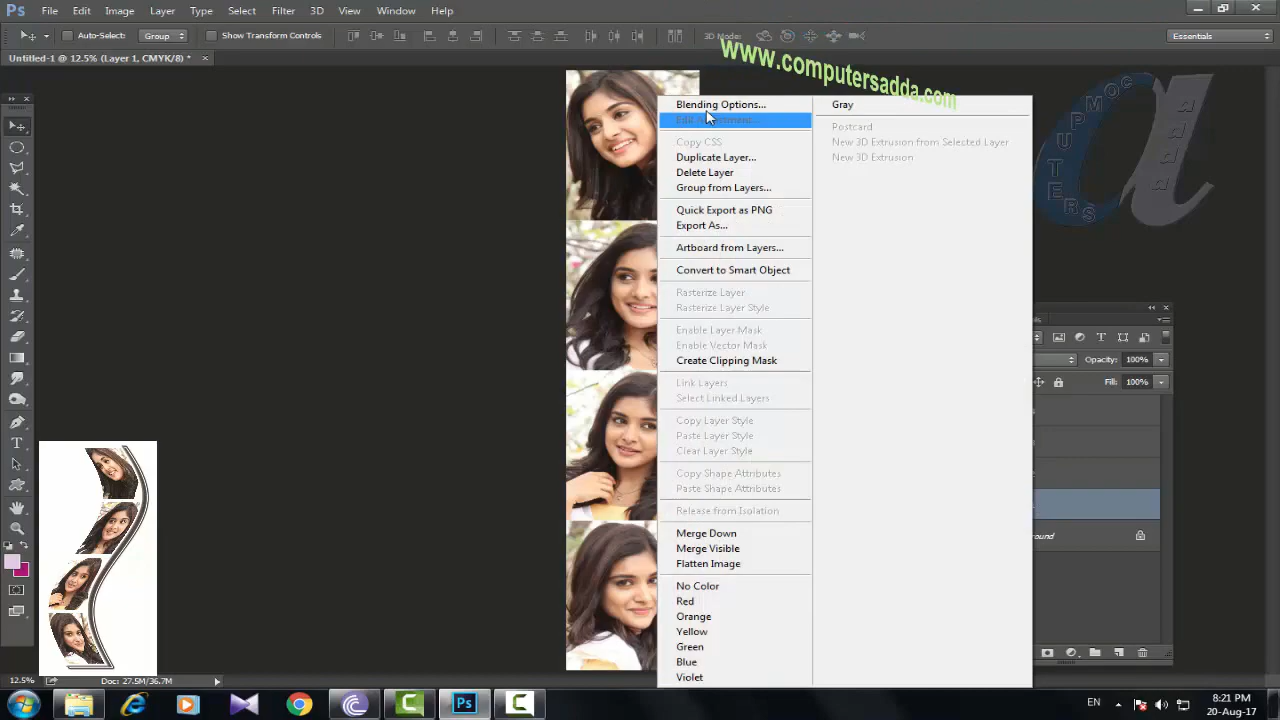 Ps File Edit Image Layer Type Select Filter 3D View Window Help
Auto-Select: Group Show Transform Controls 3D Mode: Essentials
Untitled-1 @ 12.5% (Layer 1, CMYK/8) * ×
www.computersadda.com
Blending Options...
Copy CSS
Duplicate Layer...
Delete Layer
Group from Layers...
Quick Export as PNG
Export As...
Artboard from Layers...
Convert to Smart Object
Rasterize Layer
Rasterize Layer Style
Enable Layer Mask
Enable Vector Mask
Create Clipping Mask
Link Layers
Select Linked Layers
Copy Layer Style
Paste Layer Style
Clear Layer Style
Copy Shape Attributes
Paste Shape Attributes
Release from Isolation
Merge Down
Merge Visible
Flatten Image
No Color
Red
Orange
Yellow
Green
Blue
Violet
Gray
Postcard
New 3D Extrusion from Selected Layer
New 3D Extrusion
Opacity: 100%
Fill: 100%
ound
12.5% Doc: 27.5M/36.7M
Ps
EN 8:21 PM
20-Aug-17